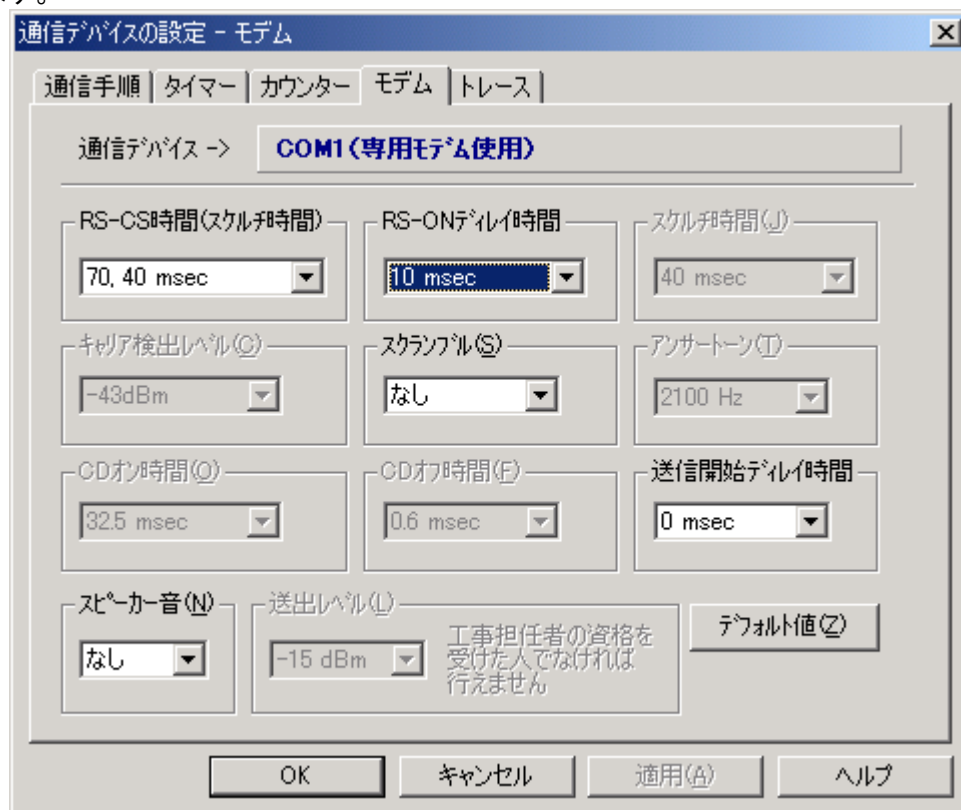 す。
通信ﾃﾞﾊﾞｲｽの設定 - モデム
通信手順 タイマー カウンター モデム トレース
通信ﾃﾞﾊﾞｲｽ -> COM1(専用ﾓﾃﾞﾑ使用)
RS-CS時間(ｽｹﾙﾁ時間) RS-ONﾃﾞｨﾚｲ時間 ｽｹﾙﾁ時間(J)
70, 40 msec 10 msec 40 msec
ｷｬﾘｱ検出ﾚﾍﾞﾙ(C) ｽｸﾗﾝﾌﾞﾙ(S) ｱﾝｻｰﾄｰﾝ(T)
-43dBm なし 2100 Hz
CDｵﾝ時間(O) CDｵﾌ時間(F) 送信開始ﾃﾞｨﾚｲ時間
32.5 msec 0.6 msec 0 msec
ｽﾋﾟｰｶｰ音(N) 送出ﾚﾍﾞﾙ(L)
なし -15 dBm
工事担任者の資格を
受けた人でなければ
行えません
ﾃﾞﾌｫﾙﾄ値(Z)
OK キャンセル 適用(A) ヘルプ